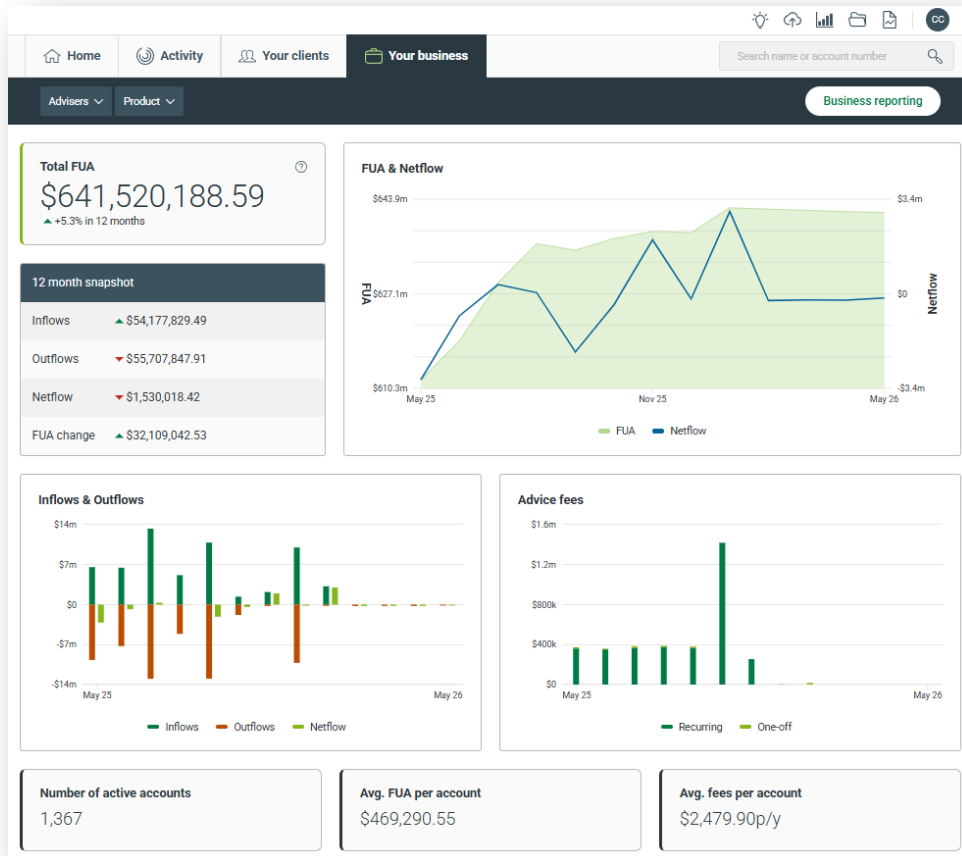 CC
Home
Activity
Your clients
Your business
Search name or account number
Advisers
Product
Business reporting
Total FUA
?
$641,520,188.59
+5.3% in 12 months
12 month snapshot
Inflows $54,177,829.49
Outflows $55,707,847.91
Netflow $1,530,018.42
FUA change $32,109,042.53
FUA & Netflow
$643.9m
$3.4m
FUA
$627.1m
$0
Netflow
$610.3m
-$3.4m
May 25
Nov 25
May 26
FUA
Netflow
Inflows & Outflows
$14m
$7m
$0
-$7m
-$14m
May 25
May 26
Inflows
Outflows
Netflow
Advice fees
$1.6m
$1.2m
$800k
$400k
$0
May 25
May 26
Recurring
One-off
Number of active accounts
1,367
Avg. FUA per account
$469,290.55
Avg. fees per account
$2,479.90p/y